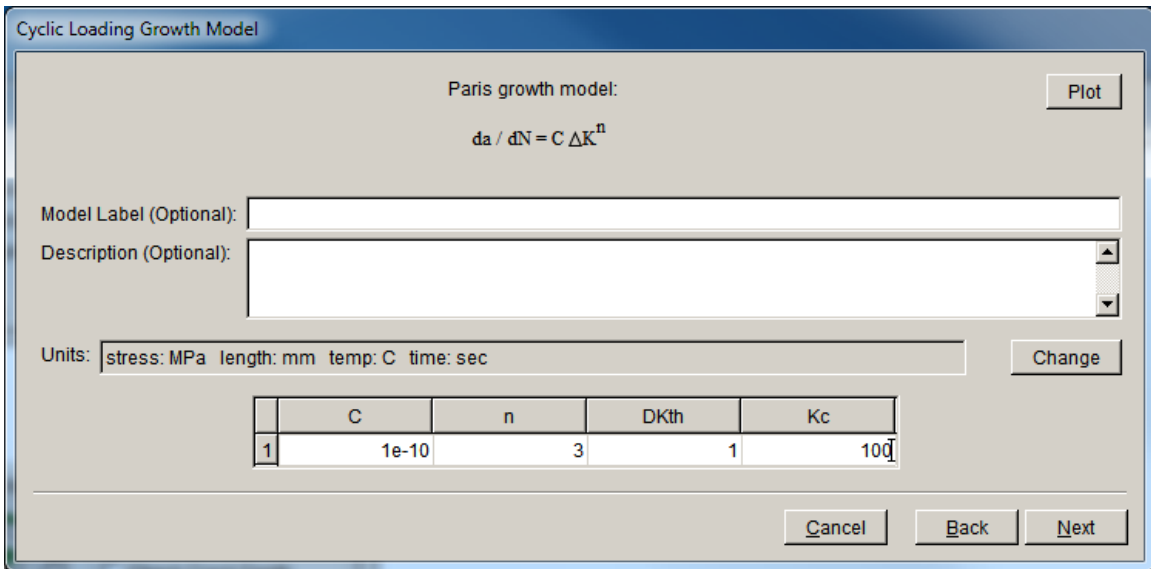 Cyclic Loading Growth Model
Paris growth model:
Plot
da / dN = C ΔK^n
Model Label (Optional):
Description (Optional):
Units: stress: MPa length: mm temp: C time: sec Change
C n DKth Kc
1 1e-10 3 1 100
Cancel Back Next